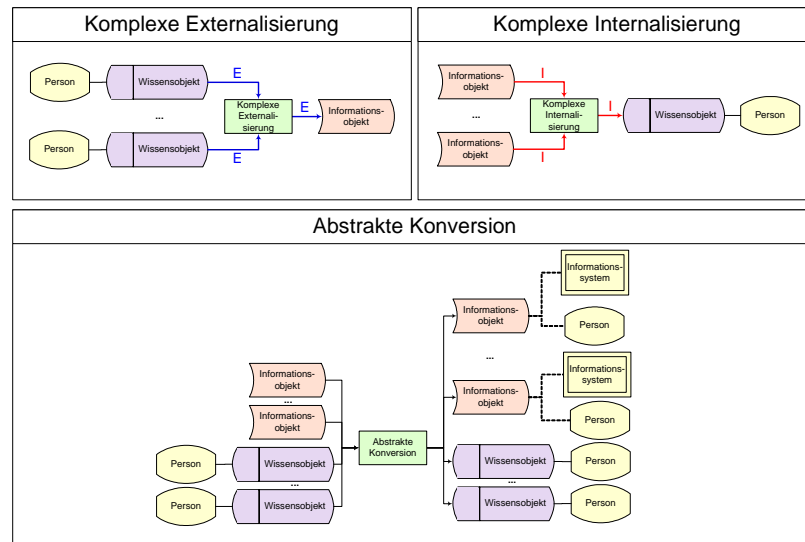 Komplexe Externalisierung
Person
Wissensobjekt
E
...
Komplexe
Externali-
sierung
E
Informations-
objekt
Person
Wissensobjekt
E
Komplexe Internalisierung
Informations-
objekt
I
...
Komplexe
Internali-
sierung
I
Wissensobjekt
Person
Informations-
objekt
I
Abstrakte Konversion
Informations-
system
Informations-
objekt
Person
...
Informations-
objekt
Informations-
system
Person
Informations-
objekt
...
Informations-
objekt
Abstrakte
Konversion
Person
Wissensobjekt
...
Person
Wissensobjekt
Wissensobjekt
Person
...
Wissensobjekt
Person